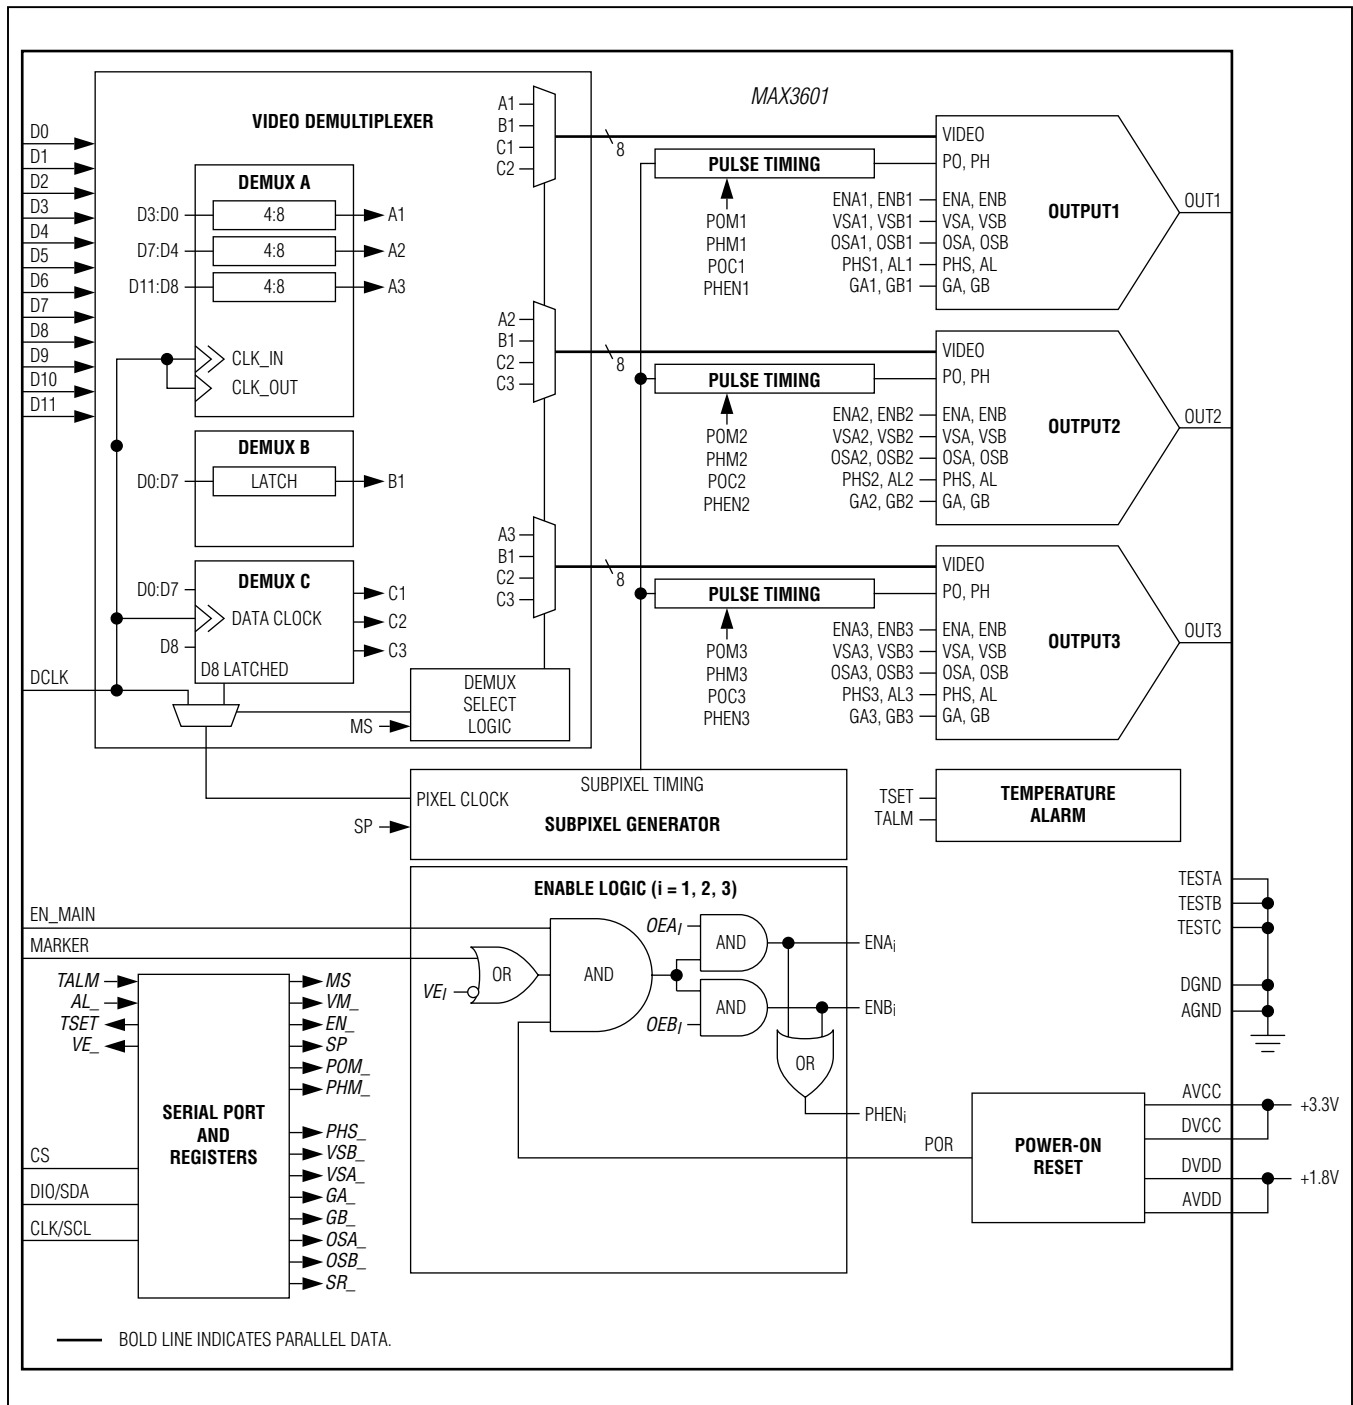 MAX3601
VIDEO DEMULTIPLEXER
D0
D1
D2
D3
D4
D5
D6
D7
D8
D9
D10
D11
DCLK
DEMUX A
D3:D0 4:8 A1
D7:D4 4:8 A2
D11:D8 4:8 A3
CLK_IN
CLK_OUT
DEMUX B
D0:D7 LATCH B1
DEMUX C
D0:D7
DATA CLOCK
D8
D8 LATCHED
C1
C2
C3
DEMUX
SELECT
LOGIC
MS
A1
B1
C1
C2
8
A2
B1
C2
C3
8
A3
B1
C2
C3
8
PULSE TIMING
POM1
PHM1
POC1
PHEN1
VIDEO
PO, PH
ENA1, ENB1 ENA, ENB
VSA1, VSB1 VSA, VSB
OSA1, OSB1 OSA, OSB
PHS1, AL1 PHS, AL
GA1, GB1 GA, GB
OUTPUT1
OUT1
PULSE TIMING
POM2
PHM2
POC2
PHEN2
VIDEO
PO, PH
ENA2, ENB2 ENA, ENB
VSA2, VSB2 VSA, VSB
OSA2, OSB2 OSA, OSB
PHS2, AL2 PHS, AL
GA2, GB2 GA, GB
OUTPUT2
OUT2
PULSE TIMING
POM3
PHM3
POC3
PHEN3
VIDEO
PO, PH
ENA3, ENB3 ENA, ENB
VSA3, VSB3 VSA, VSB
OSA3, OSB3 OSA, OSB
PHS3, AL3 PHS, AL
GA3, GB3 GA, GB
OUTPUT3
OUT3
SUBPIXEL TIMING
PIXEL CLOCK
SUBPIXEL GENERATOR
SP
TSET
TALM
TEMPERATURE
ALARM
EN_MAIN
MARKER
ENABLE LOGIC (i = 1, 2, 3)
VEI
OR
AND
OEAI
AND
ENAi
OEBI
AND
ENBi
OR
PHENi
POR
TESTA
TESTB
TESTC
DGND
AGND
POWER-ON
RESET
AVCC
DVCC
+3.3V
DVDD
AVDD
+1.8V
CS
DIO/SDA
CLK/SCL
TALM
AL_
TSET
VE_
SERIAL PORT
AND
REGISTERS
MS
VM_
EN_
SP
POM_
PHM_
PHS_
VSB_
VSA_
GA_
GB_
OSA_
OSB_
SR_
BOLD LINE INDICATES PARALLEL DATA.